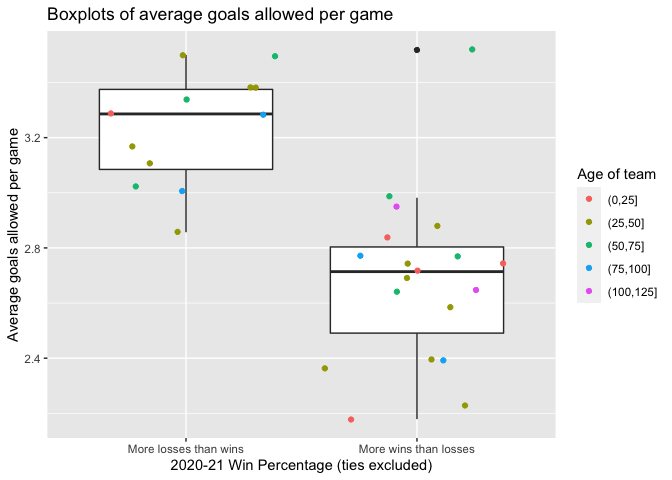 Boxplots of average goals allowed per game
Average goals allowed per game
3.2
2.8
2.4
More losses than wins
More wins than losses
2020-21 Win Percentage (ties excluded)
Age of team
(0,25]
(25,50]
(50,75]
(75,100]
(100,125]